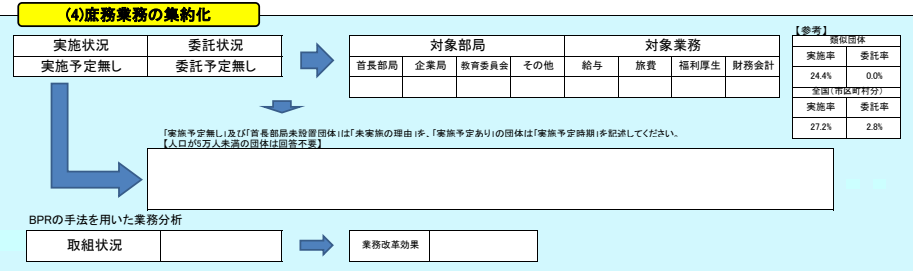 (4)庶務業務の集約化
実施状況 委託状況
実施予定無し 委託予定無し
対象部局 対象業務
首長部局 企業局 教育委員会 その他 給与 旅費 福利厚生 財務会計
【参考】
類似団体
実施率 委託率
24.4% 0.0%
全国(市区町村分)
実施率 委託率
27.2% 2.8%
「実施予定無し」及び「首長部局未設置団体」は「未実施の理由」を、「実施予定あり」の団体は「実施予定時期」を記述してください。
【人口が5万人未満の団体は回答不要】
BPRの手法を用いた業務分析
取組状況
業務改革効果